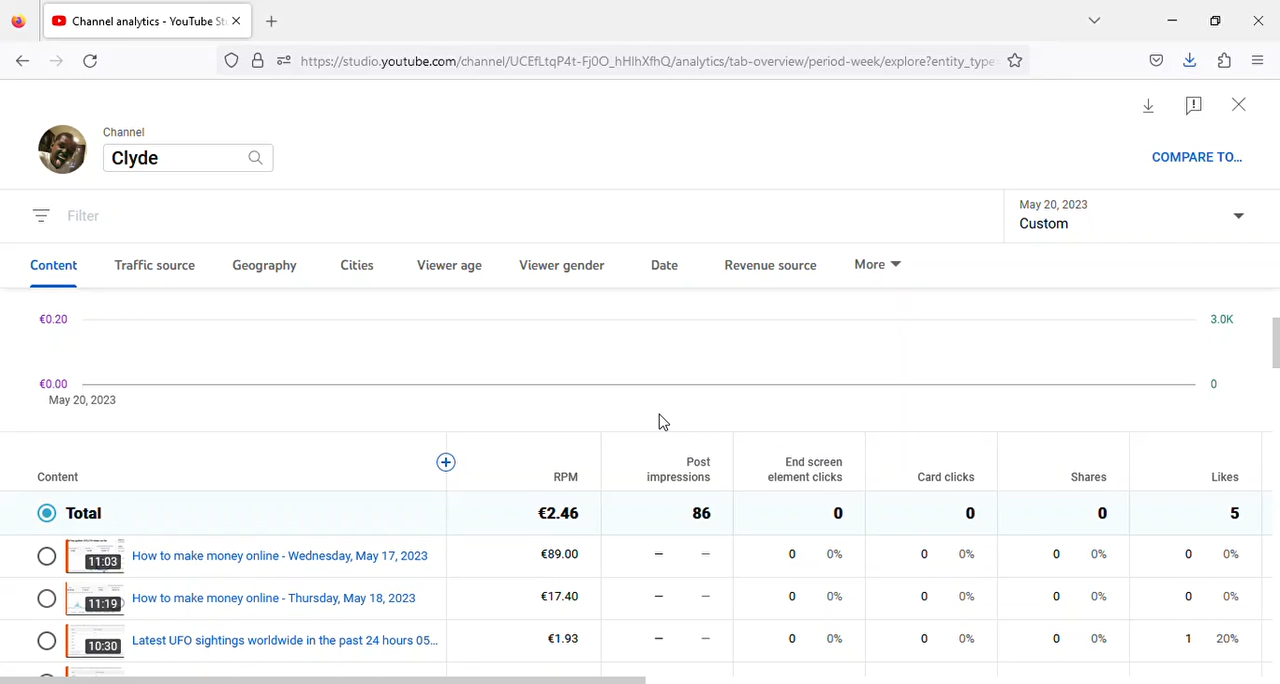 Channel analytics - YouTube St
https://studio.youtube.com/channel/UCEfLtqP4t-Fj0O_hHlhXfhQ/analytics/tab-overview/period-week/explore?entity_type
Channel
Clyde
COMPARE TO...
Filter
May 20, 2023
Custom
Content Traffic source Geography Cities Viewer age Viewer gender Date Revenue source More
€0.20 3.0K
€0.00 0
May 20, 2023
Content RPM Post impressions End screen element clicks Card clicks Shares Likes
Total €2.46 86 0 0 0 5
11:03 How to make money online - Wednesday, May 17, 2023 €89.00 — — 0 0% 0 0% 0 0% 0 0%
11:19 How to make money online - Thursday, May 18, 2023 €17.40 — — 0 0% 0 0% 0 0% 0 0%
10:30 Latest UFO sightings worldwide in the past 24 hours 05... €1.93 — — 0 0% 0 0% 0 0% 1 20%